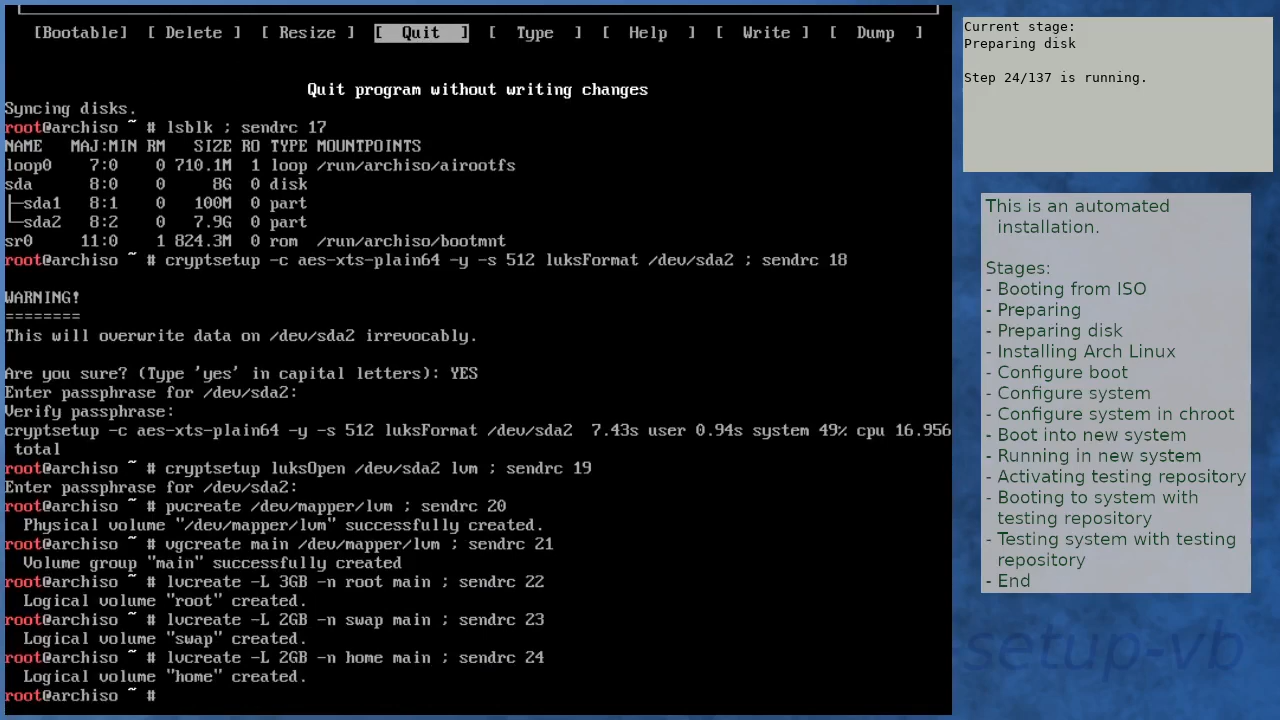 [Bootable]  [ Delete ]  [ Resize ]  [  Quit  ]  [  Type  ]  [  Help  ]  [  Write ]  [  Dump  ]
Quit program without writing changes
Syncing disks.
root@archiso ~ # lsblk ; sendrc 17
NAME   MAJ:MIN RM   SIZE RO TYPE MOUNTPOINTS
loop0    7:0    0 710.1M  1 loop /run/archiso/airootfs
sda      8:0    0     8G  0 disk
├─sda1   8:1    0   100M  0 part
└─sda2   8:2    0   7.9G  0 part
sr0     11:0    1 824.3M  0 rom  /run/archiso/bootmnt
root@archiso ~ # cryptsetup -c aes-xts-plain64 -y -s 512 luksFormat /dev/sda2 ; sendrc 18
WARNING!
========
This will overwrite data on /dev/sda2 irrevocably.
Are you sure? (Type 'yes' in capital letters): YES
Enter passphrase for /dev/sda2:
Verify passphrase:
cryptsetup -c aes-xts-plain64 -y -s 512 luksFormat /dev/sda2  7.43s user 0.94s system 49% cpu 16.956
 total
root@archiso ~ # cryptsetup luksOpen /dev/sda2 lvm ; sendrc 19
Enter passphrase for /dev/sda2:
root@archiso ~ # pvcreate /dev/mapper/lvm ; sendrc 20
  Physical volume "/dev/mapper/lvm" successfully created.
root@archiso ~ # vgcreate main /dev/mapper/lvm ; sendrc 21
  Volume group "main" successfully created
root@archiso ~ # lvcreate -L 3GB -n root main ; sendrc 22
  Logical volume "root" created.
root@archiso ~ # lvcreate -L 2GB -n swap main ; sendrc 23
  Logical volume "swap" created.
root@archiso ~ # lvcreate -L 2GB -n home main ; sendrc 24
  Logical volume "home" created.
root@archiso ~ #
Current stage:
Preparing disk
Step 24/137 is running.
This is an automated
installation.
Stages:
- Booting from ISO
- Preparing
- Preparing disk
- Installing Arch Linux
- Configure boot
- Configure system
- Configure system in chroot
- Boot into new system
- Running in new system
- Activating testing repository
- Booting to system with
testing repository
- Testing system with testing
repository
- End
-setup-vb